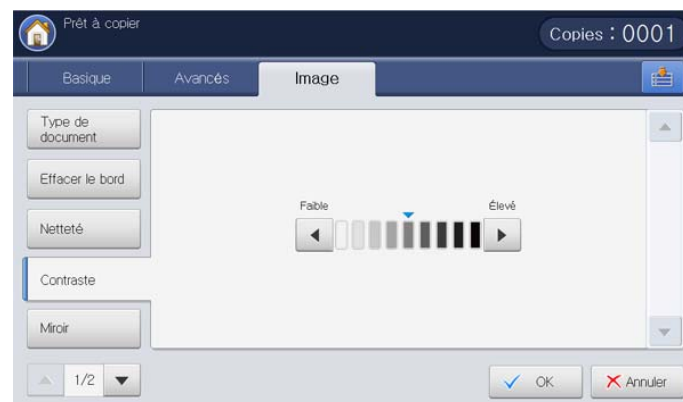 Prêt à copier
Copies : 0001
Basique
Avancés
Image
Type de
document
Effacer le bord
Netteté
Contraste
Miroir
Faible
Élevé
1/2
OK
Annuler